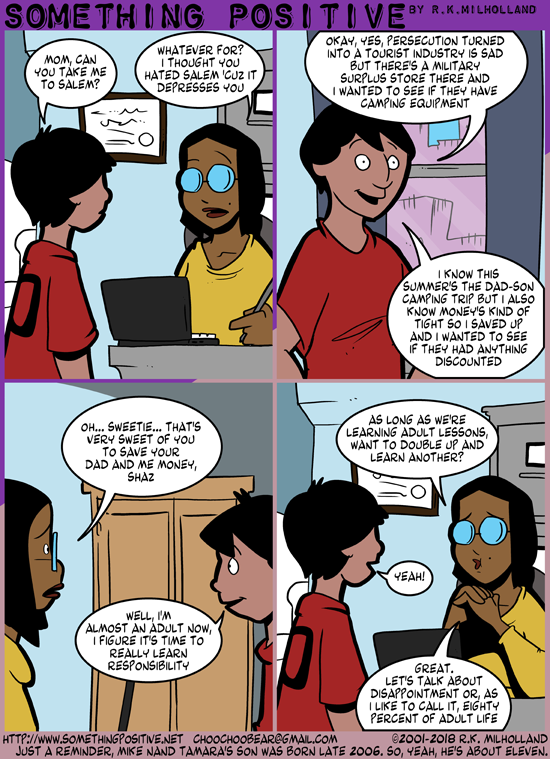 SOMETHING POSITIVE BY R.K.MILHOLLAND
MOM, CAN
YOU TAKE ME
TO SALEM?
WHATEVER FOR?
I THOUGHT YOU
HATED SALEM 'CUZ IT
DEPRESSES YOU
OKAY, YES, PERSECUTION TURNED
INTO A TOURIST INDUSTRY IS SAD
BUT THERE'S A MILITARY
SURPLUS STORE THERE AND
I WANTED TO SEE IF THEY HAVE
CAMPING EQUIPMENT
I KNOW THIS
SUMMER'S THE DAD-SON
CAMPING TRIP BUT I ALSO
KNOW MONEY'S KIND OF
TIGHT SO I SAVED UP
AND I WANTED TO SEE
IF THEY HAD ANYTHING
DISCOUNTED
OH... SWEETIE... THAT'S
VERY SWEET OF YOU
TO SAVE YOUR
DAD AND ME MONEY,
SHAZ
WELL, I'M
ALMOST AN ADULT NOW,
I FIGURE IT'S TIME TO
REALLY LEARN
RESPONSIBILITY
AS LONG AS WE'RE
LEARNING ADULT LESSONS,
WANT TO DOUBLE UP AND
LEARN ANOTHER?
YEAH!
GREAT.
LET'S TALK ABOUT
DISAPPOINTMENT OR, AS
I LIKE TO CALL IT, EIGHTY
PERCENT OF ADULT LIFE
HTTP://WWW.SOMETHINGPOSITIVE.NET CHOOCHOOBEAR@GMAIL.COM ©2001-2018 R.K. MILHOLLAND
JUST A REMINDER, MIKE NAND TAMARA'S SON WAS BORN LATE 2006. SO, YEAH, HE'S ABOUT ELEVEN.